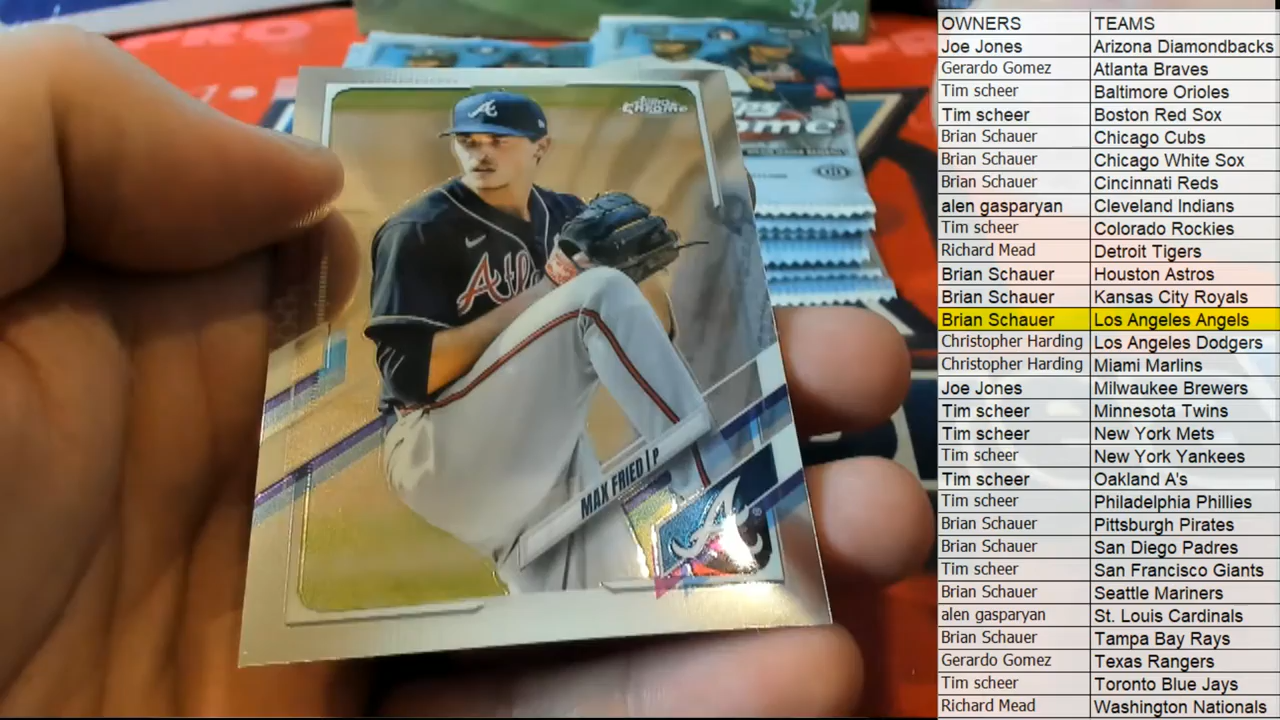 32
100
topps
CHROME
ome
Atl
MAX FRIED | P
A
OWNERS TEAMS
Joe Jones Arizona Diamondbacks
Gerardo Gomez Atlanta Braves
Tim scheer Baltimore Orioles
Tim scheer Boston Red Sox
Brian Schauer Chicago Cubs
Brian Schauer Chicago White Sox
Brian Schauer Cincinnati Reds
alen gasparyan Cleveland Indians
Tim scheer Colorado Rockies
Richard Mead Detroit Tigers
Brian Schauer Houston Astros
Brian Schauer Kansas City Royals
Brian Schauer Los Angeles Angels
Christopher Harding Los Angeles Dodgers
Christopher Harding Miami Marlins
Joe Jones Milwaukee Brewers
Tim scheer Minnesota Twins
Tim scheer New York Mets
Tim scheer New York Yankees
Tim scheer Oakland A's
Tim scheer Philadelphia Phillies
Brian Schauer Pittsburgh Pirates
Brian Schauer San Diego Padres
Tim scheer San Francisco Giants
Brian Schauer Seattle Mariners
alen gasparyan St. Louis Cardinals
Brian Schauer Tampa Bay Rays
Gerardo Gomez Texas Rangers
Tim scheer Toronto Blue Jays
Richard Mead Washington Nationals